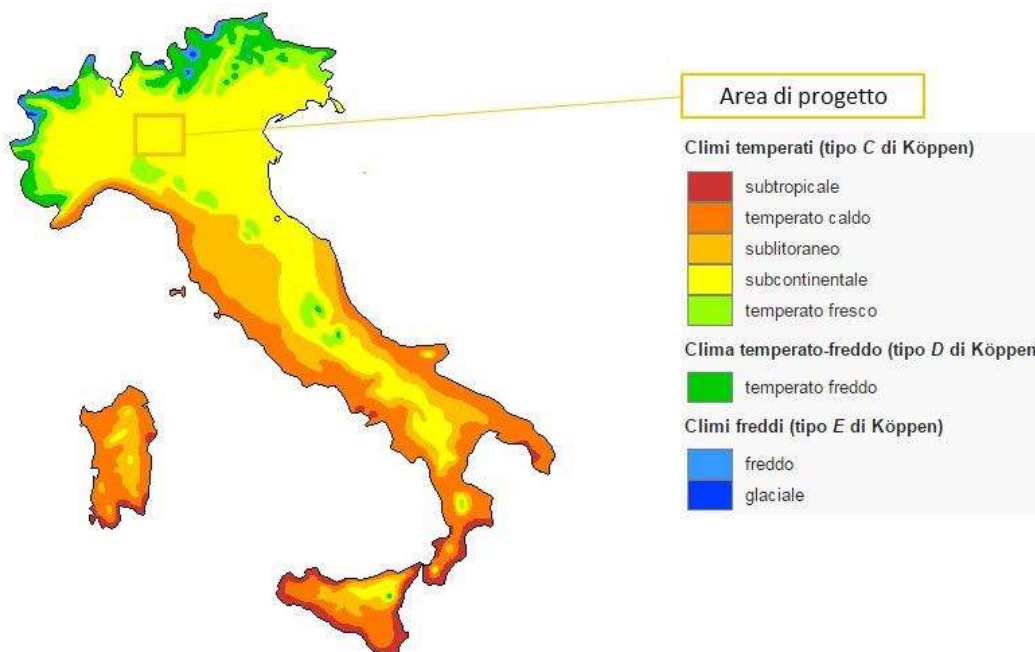 Area di progetto
Climi temperati (tipo C di Köppen)
subtropicale
temperato caldo
sublitoraneo
subcontinentale
temperato fresco
Clima temperato-freddo (tipo D di Köppen
temperato freddo
Climi freddi (tipo E di Köppen)
freddo
glaciale